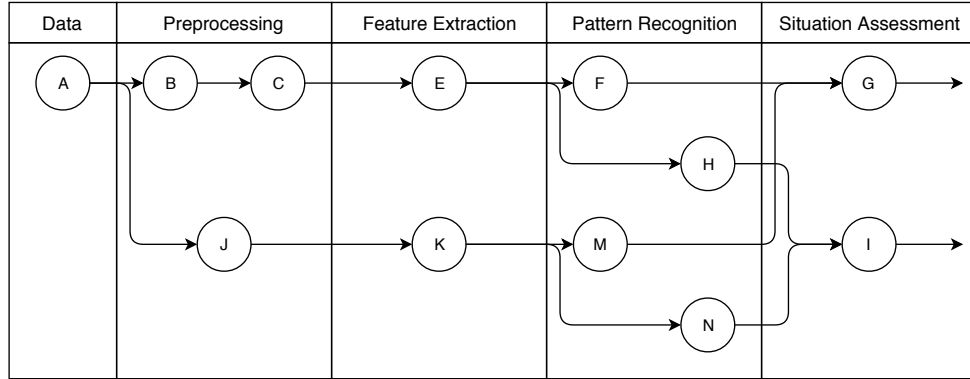 Data Preprocessing Feature Extraction Pattern Recognition Situation Assessment
A B C E F G
H
J K M I
N